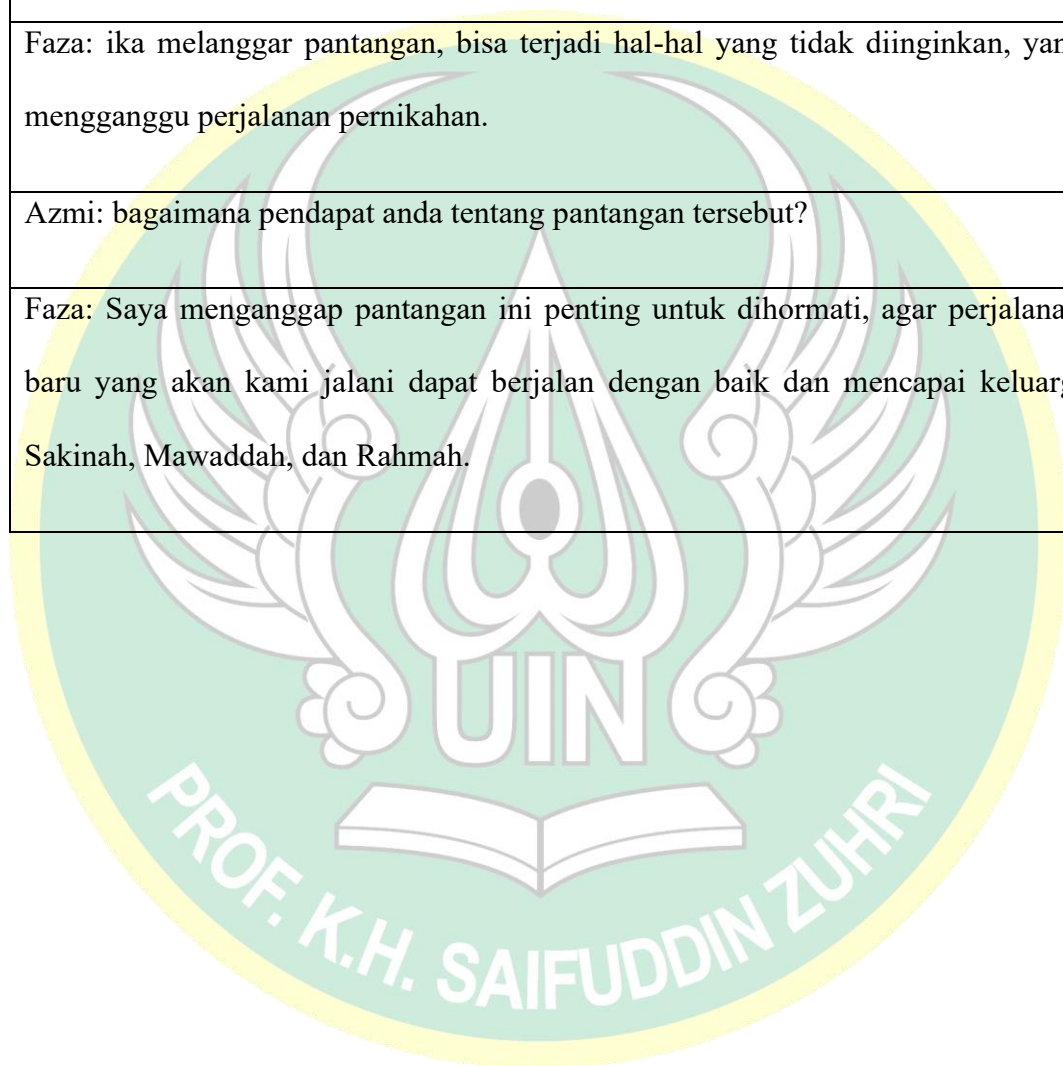 Faza: ika melanggar pantangan, bisa terjadi hal-hal yang tidak diinginkan, yan
mengganggu perjalanan pernikahan.
Azmi: bagaimana pendapat anda tentang pantangan tersebut?
Faza: Saya menganggap pantangan ini penting untuk dihormati, agar perjalana
baru yang akan kami jalani dapat berjalan dengan baik dan mencapai keluarg
Sakinah, Mawaddah, dan Rahmah.
UIN
PROF. K.H. SAIFUDDIN ZUHRI